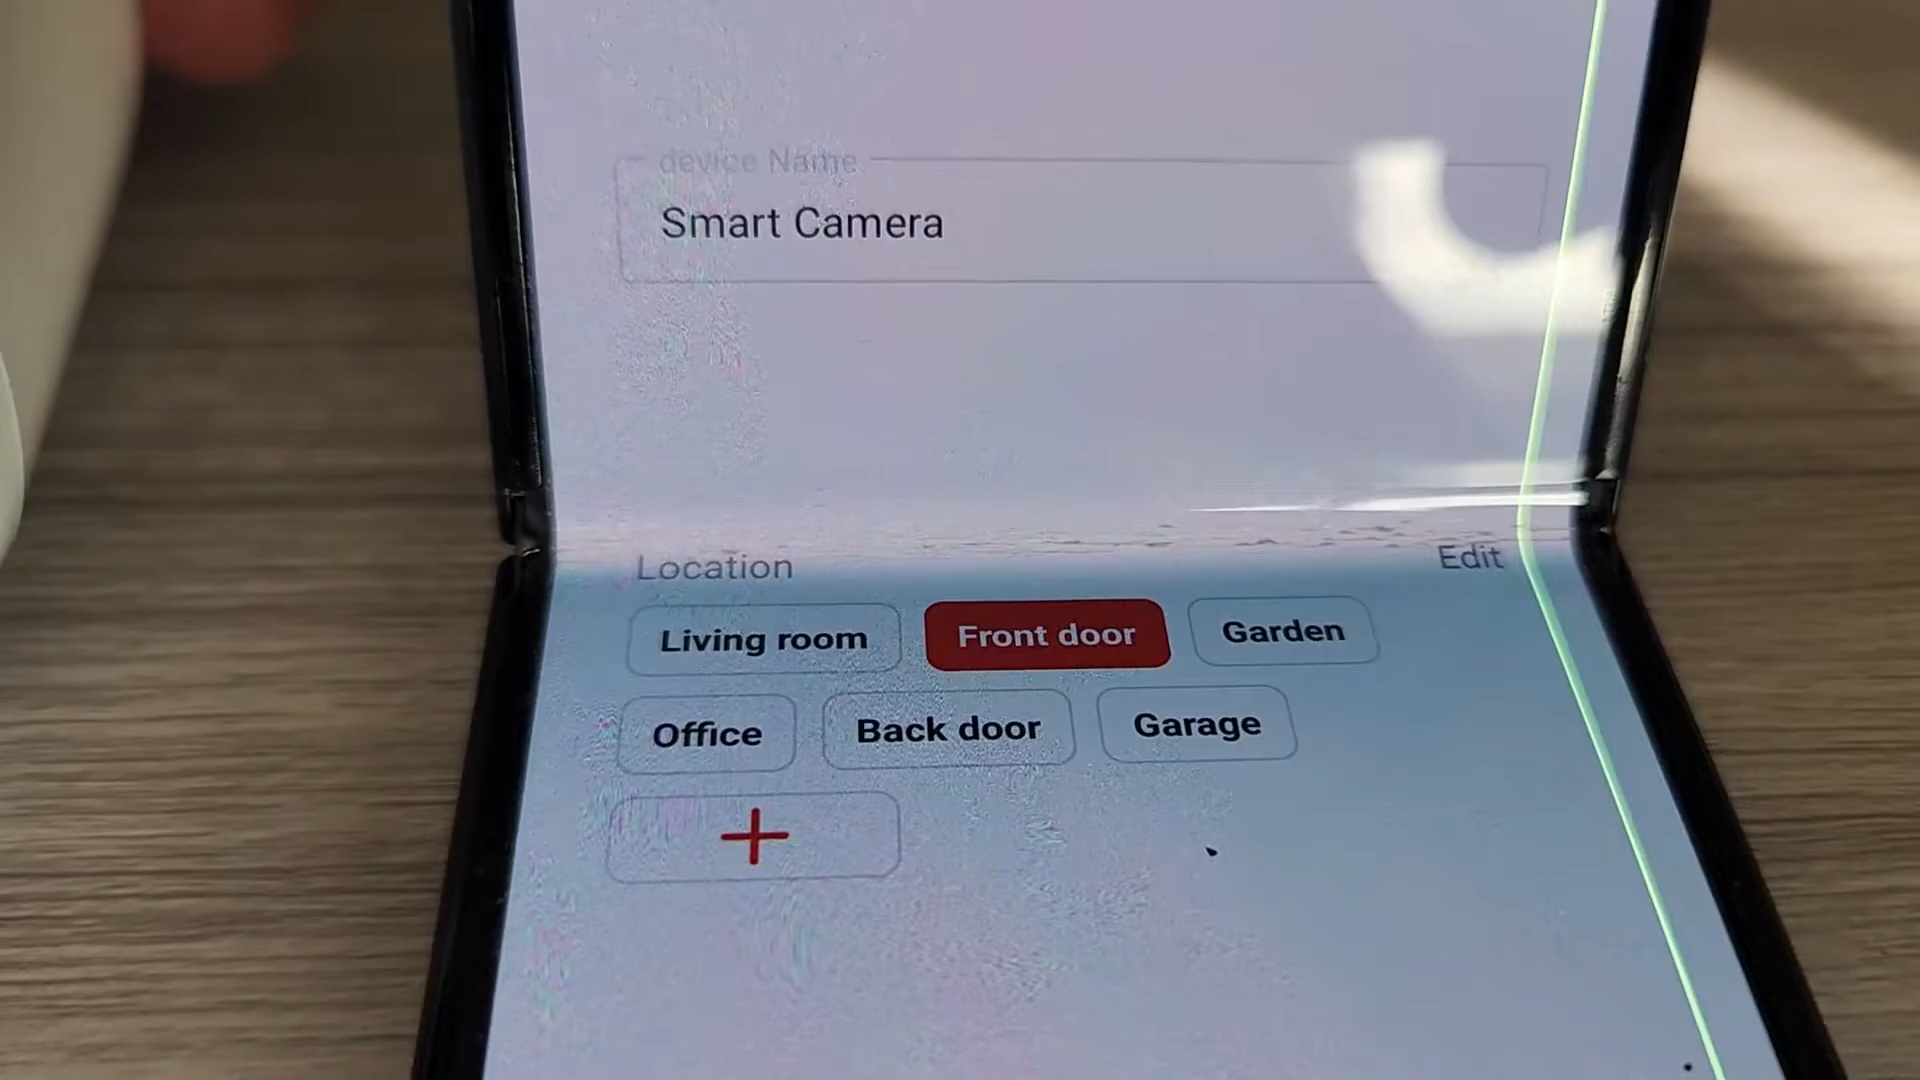 device Name
Smart Camera
Location Edit
Living room Front door Garden
Office Back door Garage
+